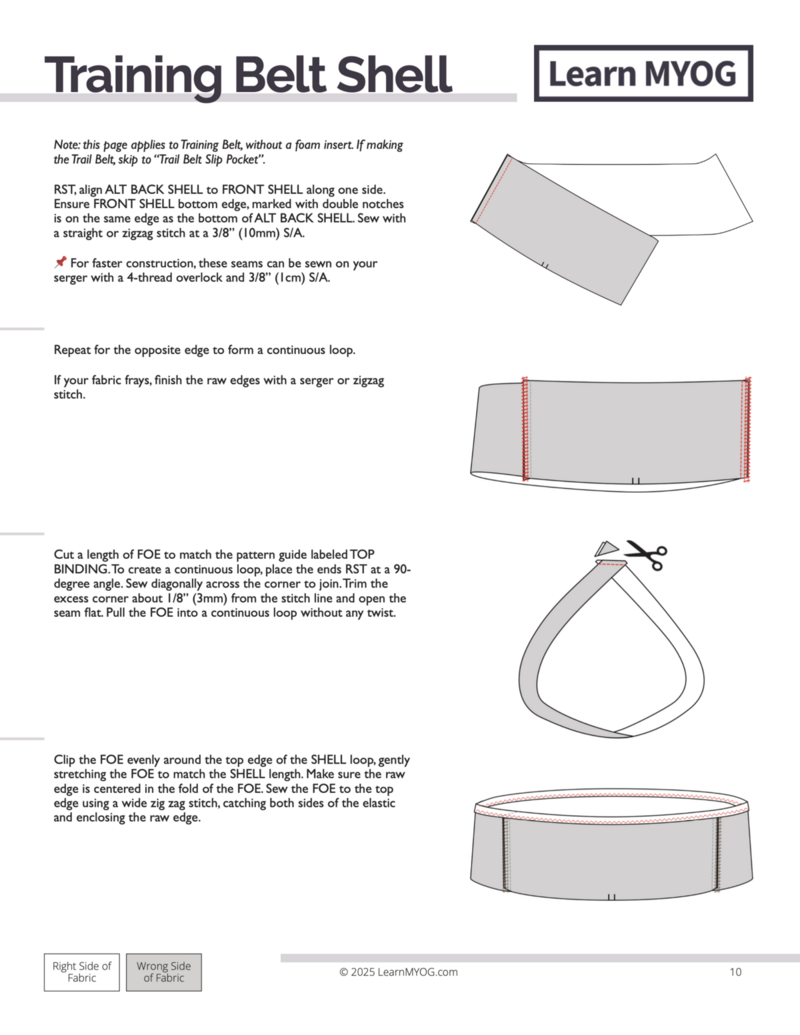 Training Belt Shell
Learn MYOG
Note: this page applies to Training Belt, without a foam insert. If making
the Trail Belt, skip to “Trail Belt Slip Pocket”.
RST, align ALT BACK SHELL to FRONT SHELL along one side.
Ensure FRONT SHELL bottom edge, marked with double notches
is on the same edge as the bottom of ALT BACK SHELL. Sew with
a straight or zigzag stitch at a 3/8” (10mm) S/A.
📌 For faster construction, these seams can be sewn on your
serger with a 4-thread overlock and 3/8” (1cm) S/A.
Repeat for the opposite edge to form a continuous loop.
If your fabric frays, finish the raw edges with a serger or zigzag
stitch.
Cut a length of FOE to match the pattern guide labeled TOP
BINDING. To create a continuous loop, place the ends RST at a 90-
degree angle. Sew diagonally across the corner to join. Trim the
excess corner about 1/8” (3mm) from the stitch line and open the
seam flat. Pull the FOE into a continuous loop without any twist.
Clip the FOE evenly around the top edge of the SHELL loop, gently
stretching the FOE to match the SHELL length. Make sure the raw
edge is centered in the fold of the FOE. Sew the FOE to the top
edge using a wide zig zag stitch, catching both sides of the elastic
and enclosing the raw edge.
Right Side of
Fabric
Wrong Side
of Fabric
© 2025 LearnMYOG.com
10